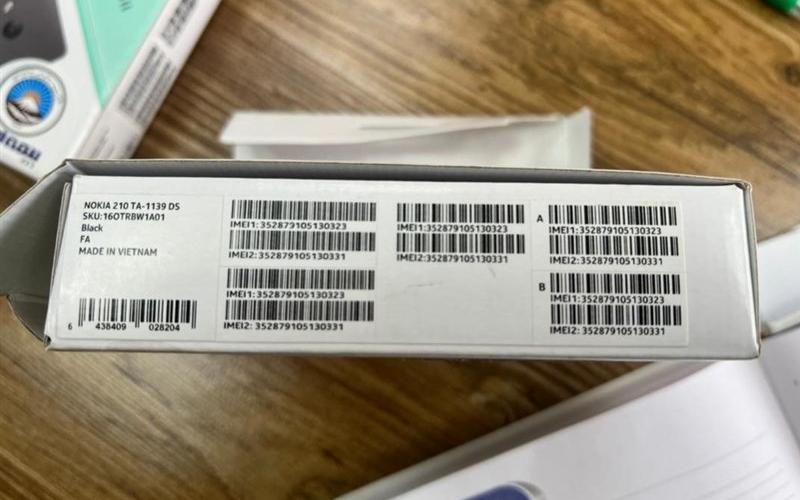 NOKIA 210 TA-1139 DS
SKU:16OTRBW1A01
Black
FA
MADE IN VIETNAM
6 438409 028204
IMEI1:352879105130323
IMEI2:352879105130331
IMEI1:352879105130323
IMEI2: 352879105130331
IMEI1:352879105130323
IMEI2:352879105130331
A
IMEI1:352879105130323
IMEI2:352879105130331
B
IMEI1:352879105130323
IMEI2: 352879105130331